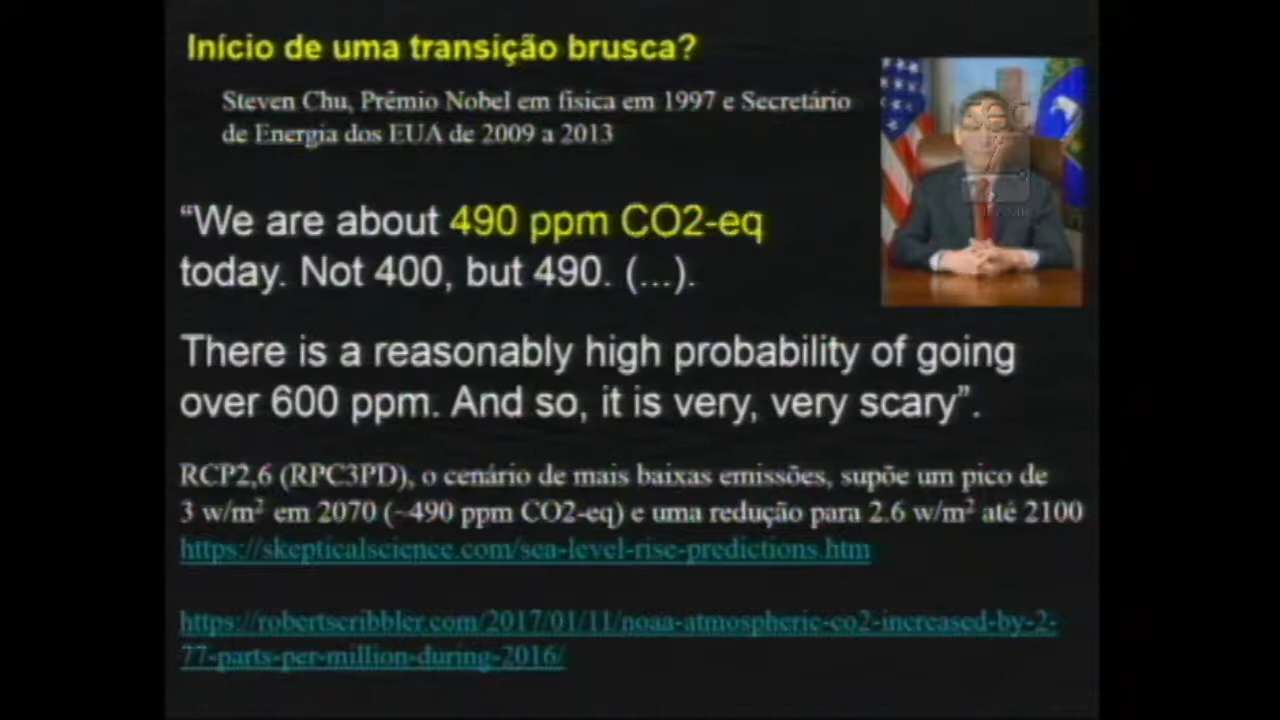 Início de uma transição brusca?
Steven Chu, Prêmio Nobel em física em 1997 e Secretário
de Energia dos EUA de 2009 a 2013
“We are about 490 ppm CO2-eq
today. Not 400, but 490. (...).
There is a reasonably high probability of going
over 600 ppm. And so, it is very, very scary”.
RCP2,6 (RPC3PD), o cenário de mais baixas emissões, supõe um pico de
3 w/m² em 2070 (~490 ppm CO2-eq) e uma redução para 2.6 w/m² até 2100
https://skepticalscience.com/sea-level-rise-predictions.htm
https://robertscribbler.com/2017/01/11/noaa-atmospheric-co2-increased-by-2-
77-parts-per-million-during-2016/